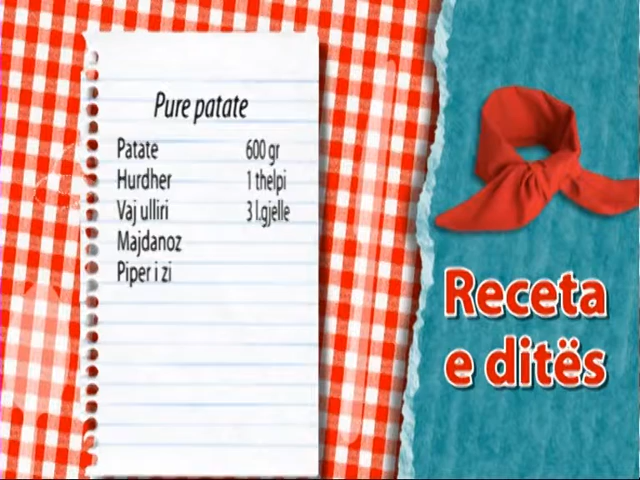 Pure patate
Patate 600 gr
Hurdher 1 thelpi
Vaj ulliri 3 l.gjelle
Majdanoz
Piper i zi
Receta
e ditës